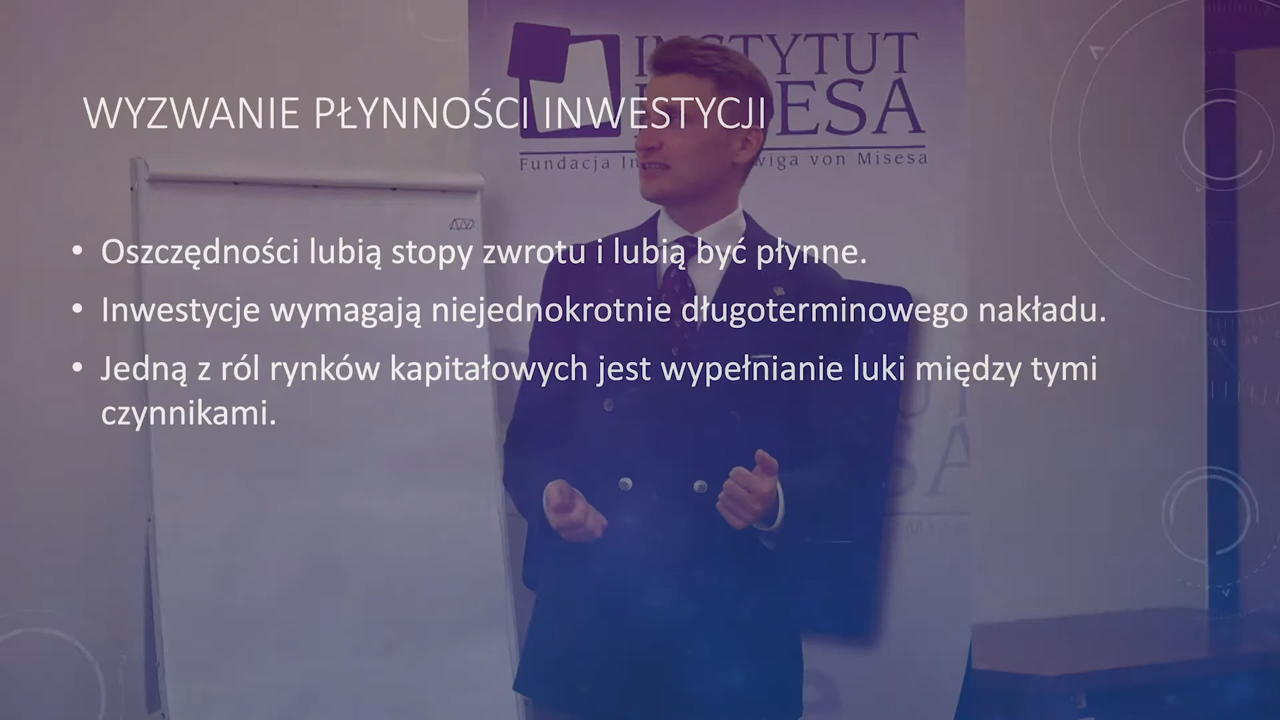 INSTYTUT
ESA
WYZWANIE PŁYNNOŚCI INWESTYCJI
Fundacja wiga von Misesa
• Oszczędności lubią stopy zwrotu i lubią być płynne.
• Inwestycje wymagają niejednokrotnie długoterminowego nakładu.
• Jedną z ról rynków kapitałowych jest wypełnianie luki między tymi
czynnikami.